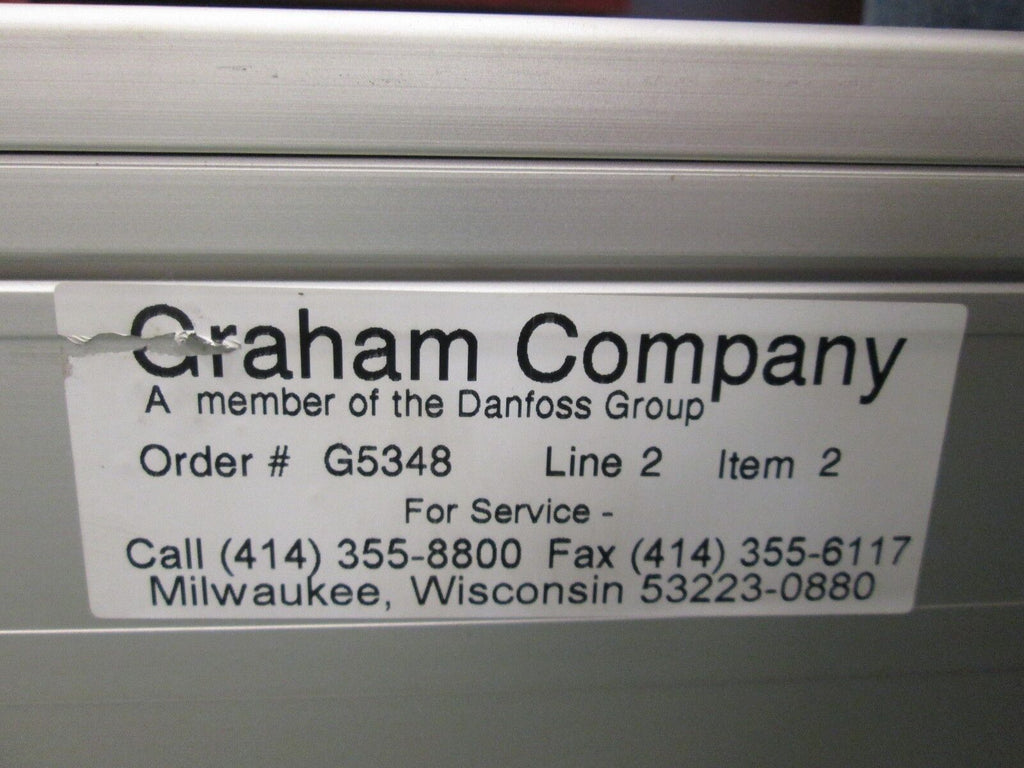 Graham Company
A member of the Danfoss Group
Order # G5348 Line 2 Item 2
For Service -
Call (414) 355-8800 Fax (414) 355-6117
Milwaukee, Wisconsin 53223-0880